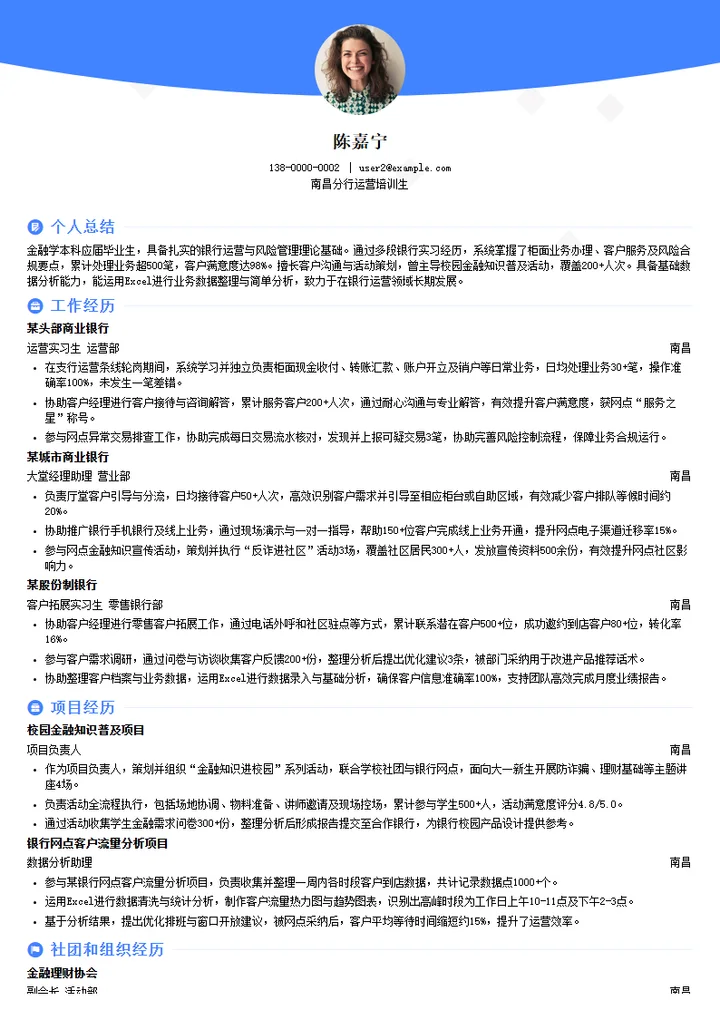 陈嘉宁
138-0000-0002 | user2@example.com
南昌分行运营培训生
个人总结
金融学本科应届毕业生，具备扎实的银行运营与风险管理理论基础。通过多段银行实习经历，系统掌握了柜面业务办理、客户服务及风险合
规要点，累计处理业务超500笔，客户满意度达98%。擅长客户沟通与活动策划，曾主导校园金融知识普及活动，覆盖200+人次。具备基础数
据分析能力，能运用Excel进行业务数据整理与简单分析，致力于在银行运营领域长期发展。
工作经历
某头部商业银行
运营实习生 运营部 南昌
• 在支行运营条线轮岗期间，系统学习并独立负责柜面现金收付、转账汇款、账户开立及销户等日常业务，日均处理业务30+笔，操作准
确率100%，未发生一笔差错。
• 协助客户经理进行客户接待与咨询解答，累计服务客户200+人次，通过耐心沟通与专业解答，有效提升客户满意度，获网点“服务之
星”称号。
• 参与网点异常交易排查工作，协助完成每日交易流水核对，发现并上报可疑交易3笔，协助完善风险控制流程，保障业务合规运行。
某城市商业银行
大堂经理助理 营业部 南昌
• 负责厅堂客户引导与分流，日均接待客户50+人次，高效识别客户需求并引导至相应柜台或自助区域，有效减少客户排队等候时间约
20%。
• 协助推广银行手机银行及线上业务，通过现场演示与一对一指导，帮助150+位客户完成线上业务开通，提升网点电子渠道迁移率15%。
• 参与网点金融知识宣传活动，策划并执行“反诈进社区”活动3场，覆盖社区居民300+人，发放宣传资料500余份，有效提升网点社区影
响力。
某股份制银行
客户拓展实习生 零售银行部 南昌
• 协助客户经理进行零售客户拓展工作，通过电话外呼和社区驻点等方式，累计联系潜在客户500+位，成功邀约到店客户80+位，转化率
16%。
• 参与客户需求调研，通过问卷与访谈收集客户反馈200+份，整理分析后提出优化建议3条，被部门采纳用于改进产品推荐话术。
• 协助整理客户档案与业务数据，运用Excel进行数据录入与基础分析，确保客户信息准确率100%，支持团队高效完成月度业绩报告。
项目经历
校园金融知识普及项目
项目负责人 南昌
• 作为项目负责人，策划并组织“金融知识进校园”系列活动，联合学校社团与银行网点，面向大一新生开展防诈骗、理财基础等主题讲
座4场。
• 负责活动全流程执行，包括场地协调、物料准备、讲师邀请及现场控场，累计参与学生500+人，活动满意度评分4.8/5.0。
• 通过活动收集学生金融需求问卷300+份，整理分析后形成报告提交至合作银行，为银行校园产品设计提供参考。
银行网点客户流量分析项目
数据分析助理 南昌
• 参与某银行网点客户流量分析项目，负责收集并整理一周内各时段客户到店数据，共计记录数据点1000+个。
• 运用Excel进行数据清洗与统计分析，制作客户流量热力图与趋势图表，识别出高峰时段为工作日上午10-11点及下午2-3点。
• 基于分析结果，提出优化排班与窗口开放建议，被网点采纳后，客户平均等待时间缩短约15%，提升了运营效率。
社团和组织经历
金融理财协会
副会长 活动部 南昌